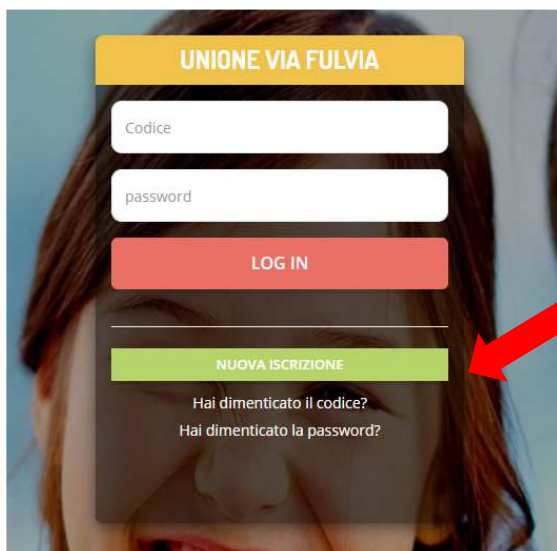 UNIONE VIA FULVIA
Codice
password
LOG IN
NUOVA ISCRIZIONE
Hai dimenticato il codice?
Hai dimenticato la password?